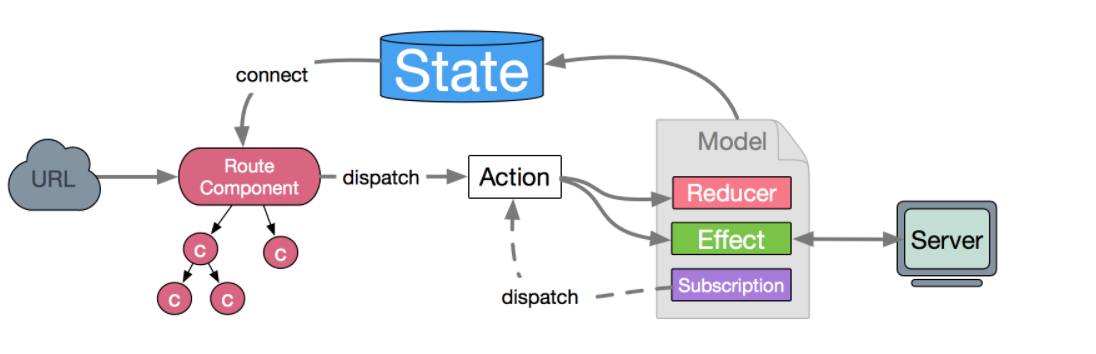 State
connect
Model
URL
Route
Component
dispatch
Action
Reducer
Effect
Server
C
C
Subscription
dispatch
C
C